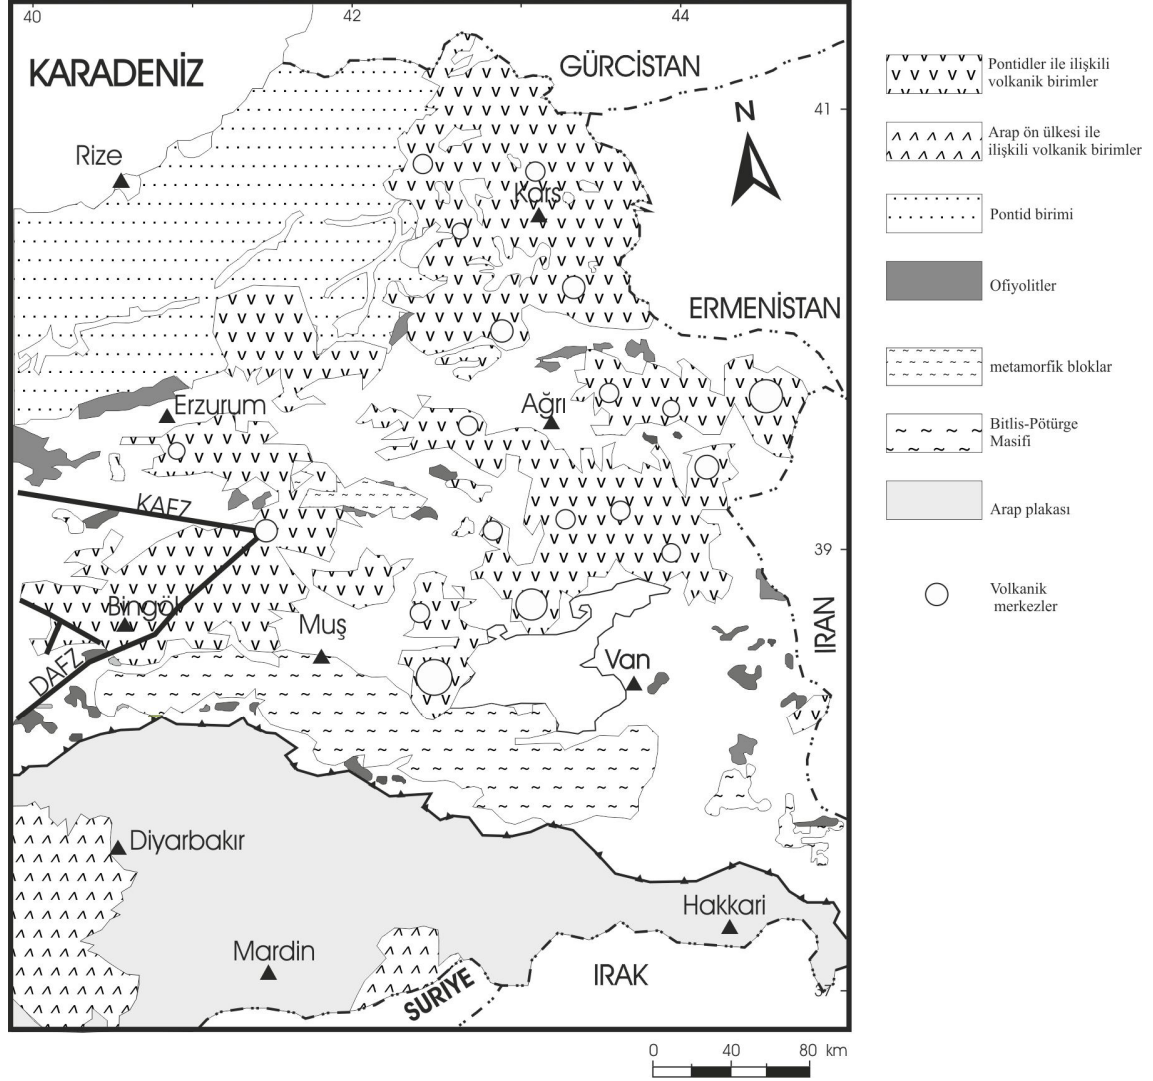 40
42
44
KARADENİZ
GÜRCİSTAN
41
N
Rize
Kars
ERMENİSTAN
Erzurum
Ağrı
KAFZ
39
Bingöl
Muş
İRAN
DAFZ
Van
Diyarbakır
Hakkari
Mardin
SURİYE
IRAK
37
0
40
80 km
Pontidler ile ilişkili
volkanik birimler
Arap ön ülkesi ile
ilişkili volkanik birimler
Pontid birimi
Ofiyolitler
metamorfik bloklar
Bitlis-Pötürge
Masifi
Arap plakası
Volkanik
merkezler